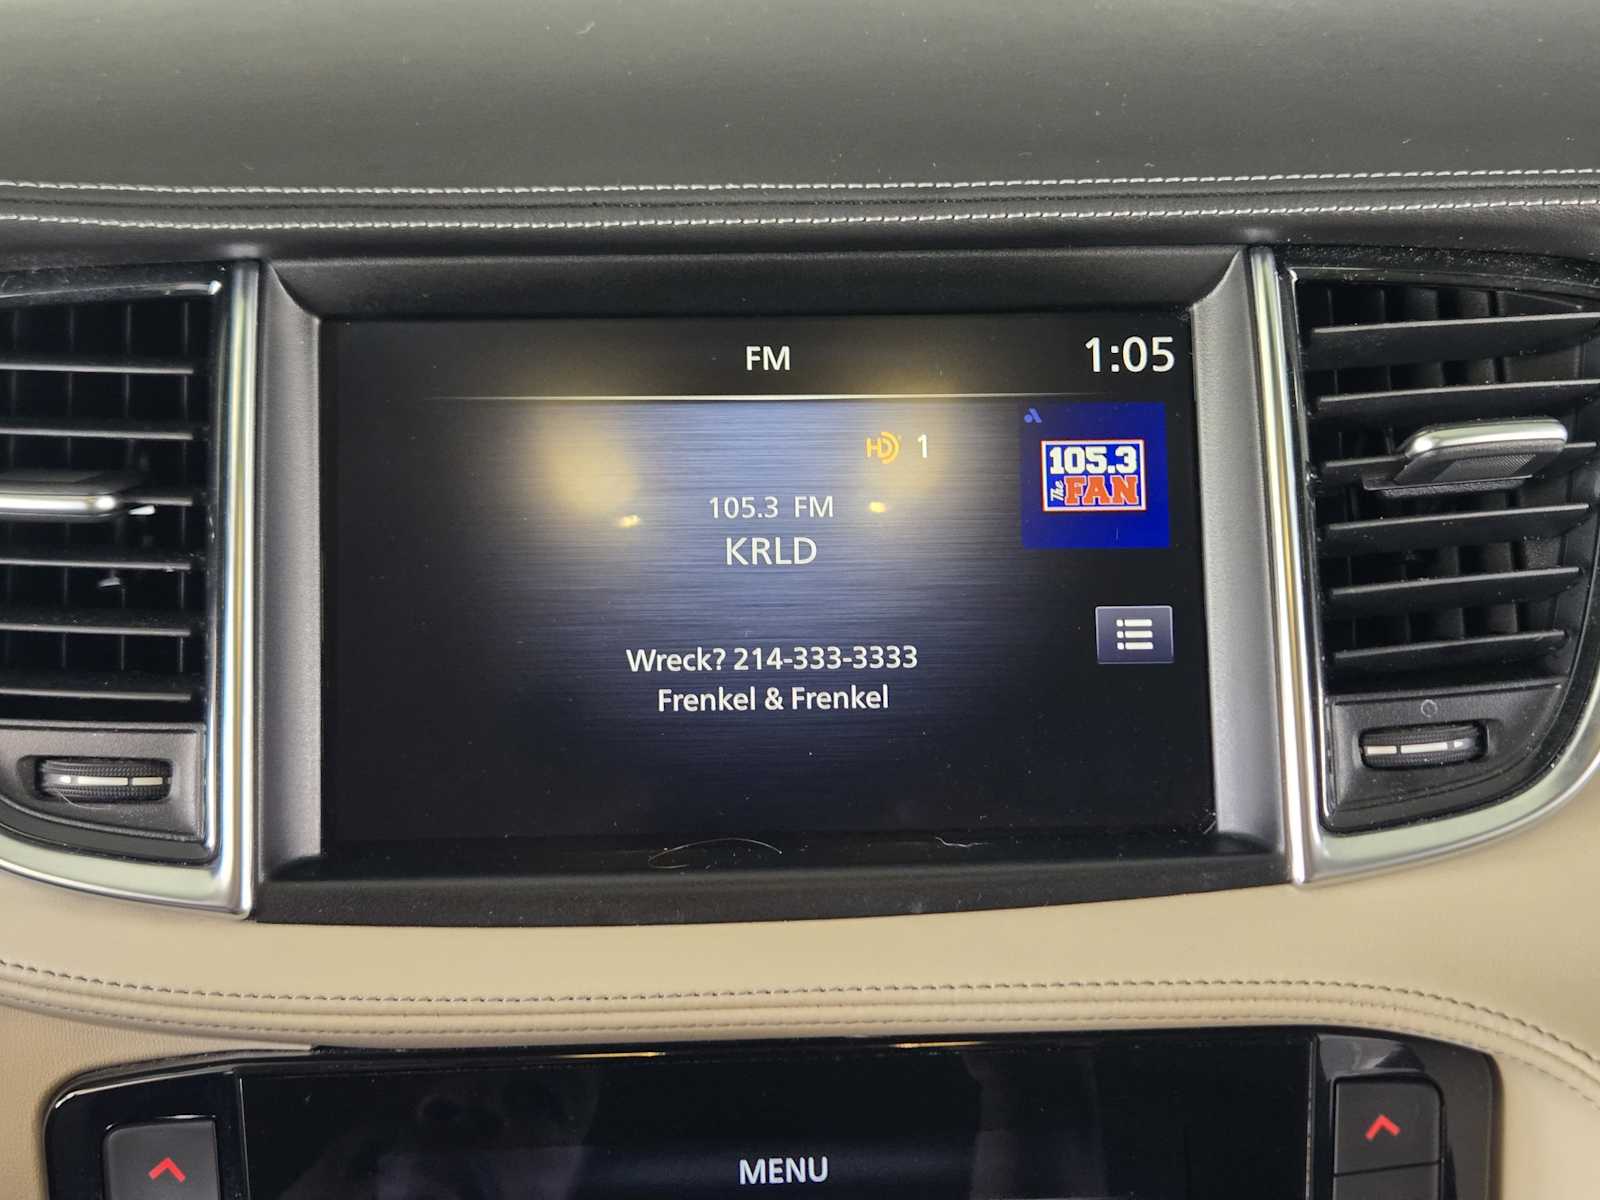 FM 1:05
HD 1
105.3
The FAN
105.3 FM
KRLD
Wreck? 214-333-3333
Frenkel & Frenkel
MENU